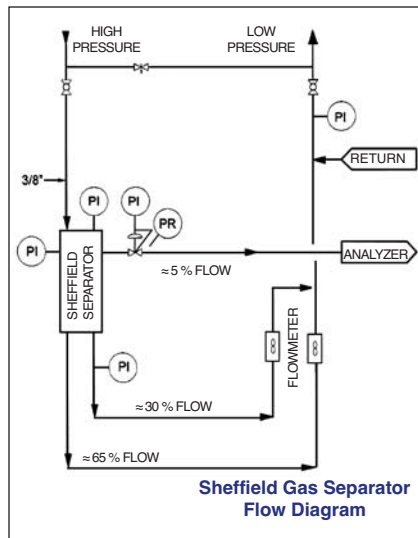 HIGH
PRESSURE
LOW
PRESSURE
PI
RETURN
3/8"
PI
PI
PR
PI
SHEFFIELD
SEPARATOR
ANALYZER
≈ 5 % FLOW
FLOWMETER
PI
≈ 30 % FLOW
≈ 65 % FLOW
Sheffield Gas Separator
Flow Diagram